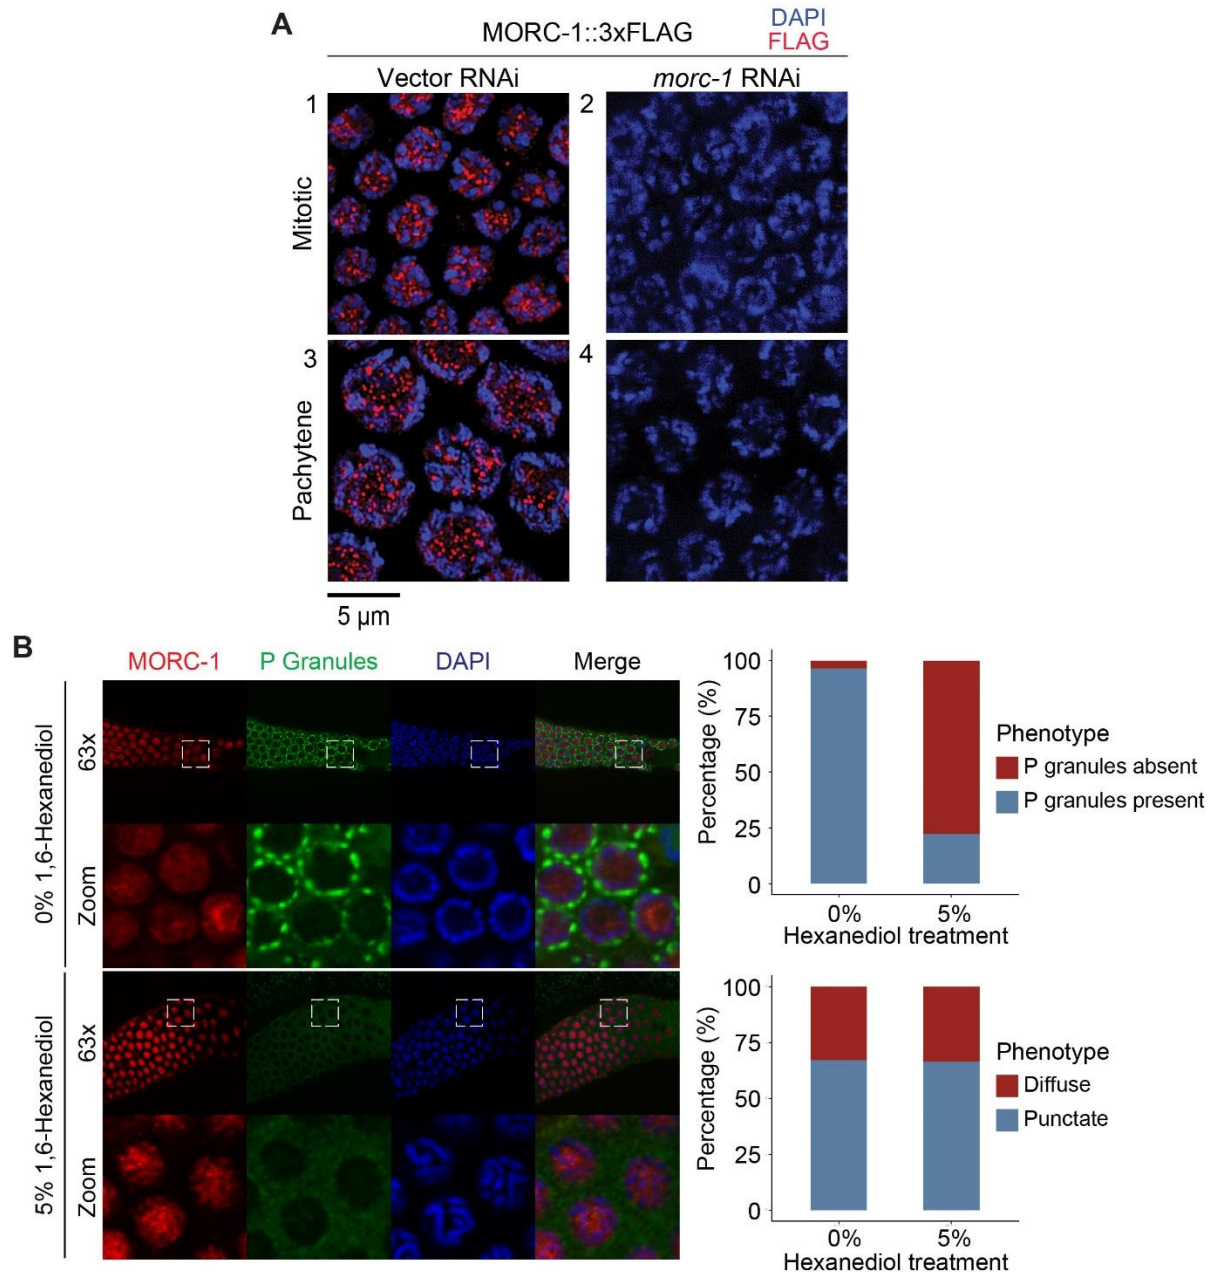 A
MORC-1::3xFLAG
DAPI
FLAG
Vector RNAi
morc-1 RNAi
1
2
Mitotic
3
4
Pachytene
5 µm
B
MORC-1
P Granules
DAPI
Merge
0% 1,6-Hexanediol
63x
Zoom
5% 1,6-Hexanediol
63x
Zoom
Percentage (%)
100
75
50
25
0
0%
5%
Hexanediol treatment
Phenotype
P granules absent
P granules present
Percentage (%)
100
75
50
25
0
0%
5%
Hexanediol treatment
Phenotype
Diffuse
Punctate